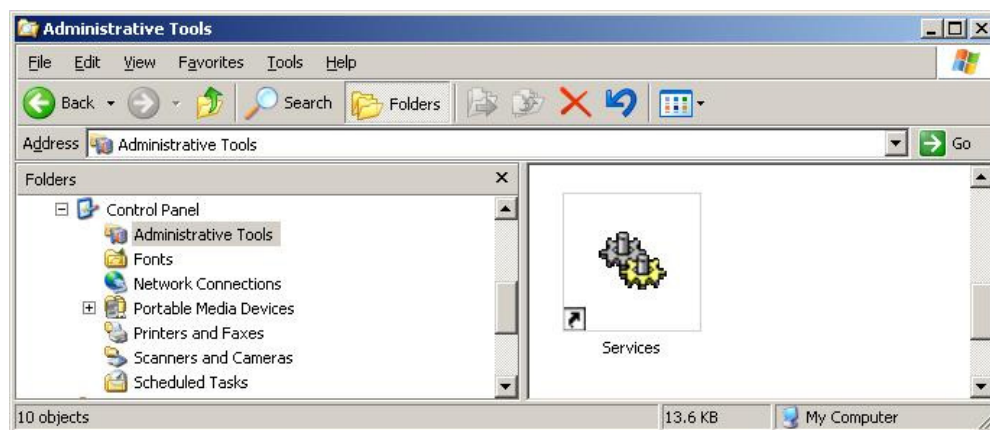 Administrative Tools
File Edit View Favorites Tools Help
Back Search Folders
Address Administrative Tools Go
Folders
Control Panel
Administrative Tools
Fonts
Network Connections
Portable Media Devices
Printers and Faxes
Scanners and Cameras
Scheduled Tasks
Services
10 objects 13.6 KB My Computer